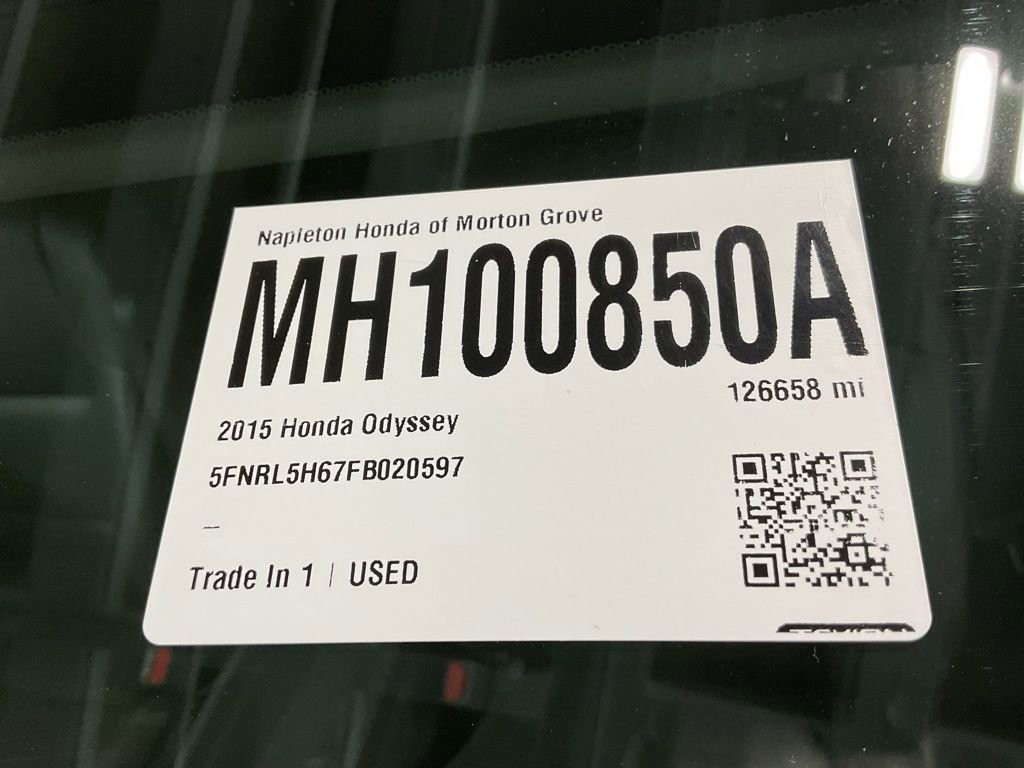 Napleton Honda of Morton Grove
MH100850A
126658 mi
2015 Honda Odyssey
5FNRL5H67FB020597
–
Trade In 1 | USED